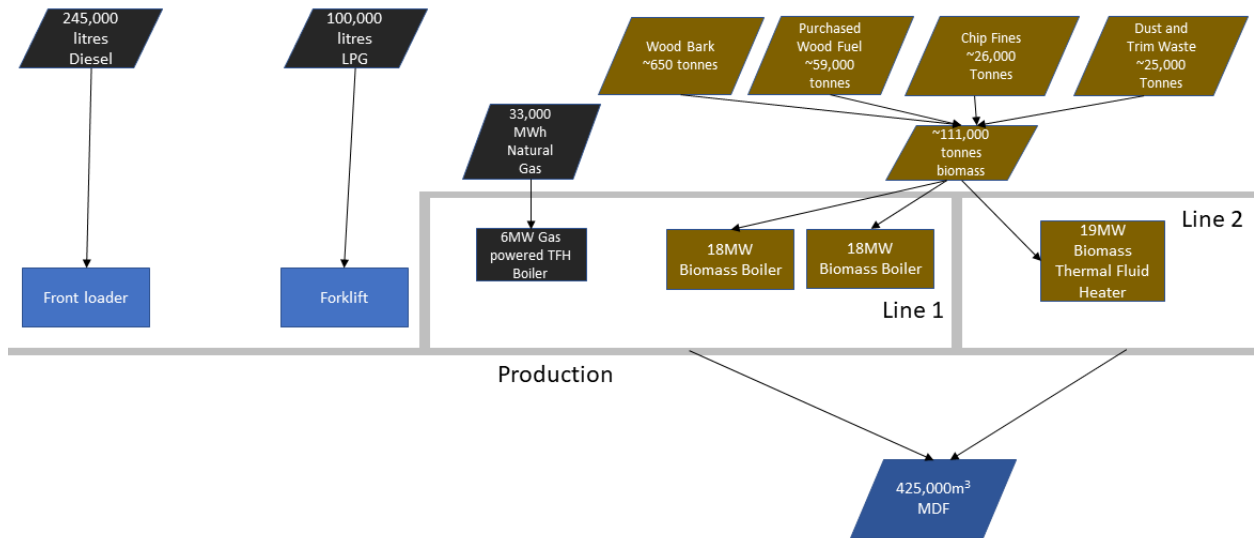 245,000
litres
Diesel
100,000
litres
LPG
Wood Bark
~650 tonnes
Purchased
Wood Fuel
~59,000
tonnes
Chip Fines
~26,000
Tonnes
Dust and
Trim Waste
~25,000
Tonnes
33,000
MWh
Natural
Gas
~111,000
tonnes
biomass
6MW Gas
powered TFH
Boiler
18MW
Biomass Boiler
18MW
Biomass Boiler
19MW
Biomass
Thermal Fluid
Heater
Line 2
Front loader
Forklift
Line 1
Production
425,000m³
MDF